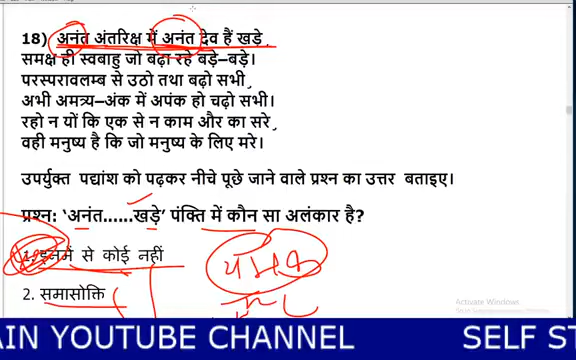 18) अनंत अंतरिक्ष में अनंत देव हैं खड़े,
समक्ष ही स्वबाहु जो बढ़ा रहे बड़े–बड़े।
परस्परावलम्ब से उठो तथा बढ़ो सभी,
अभी अमर्त्य–अंक में अपंक हो चढ़ो सभी।
रहो न यों कि एक से न काम और का सरे,
वही मनुष्य है कि जो मनुष्य के लिए मरे।
उपर्युक्त पद्यांश को पढ़कर नीचे पूछे जाने वाले प्रश्न का उत्तर बताइए।
प्रश्न: ‘अनंत......खड़े’ पंक्ति में कौन सा अलंकार है?
1. इनमें से कोई नहीं
यमक
2. समासोक्ति
Activate Windows
AIN YOUTUBE CHANNEL SELF ST